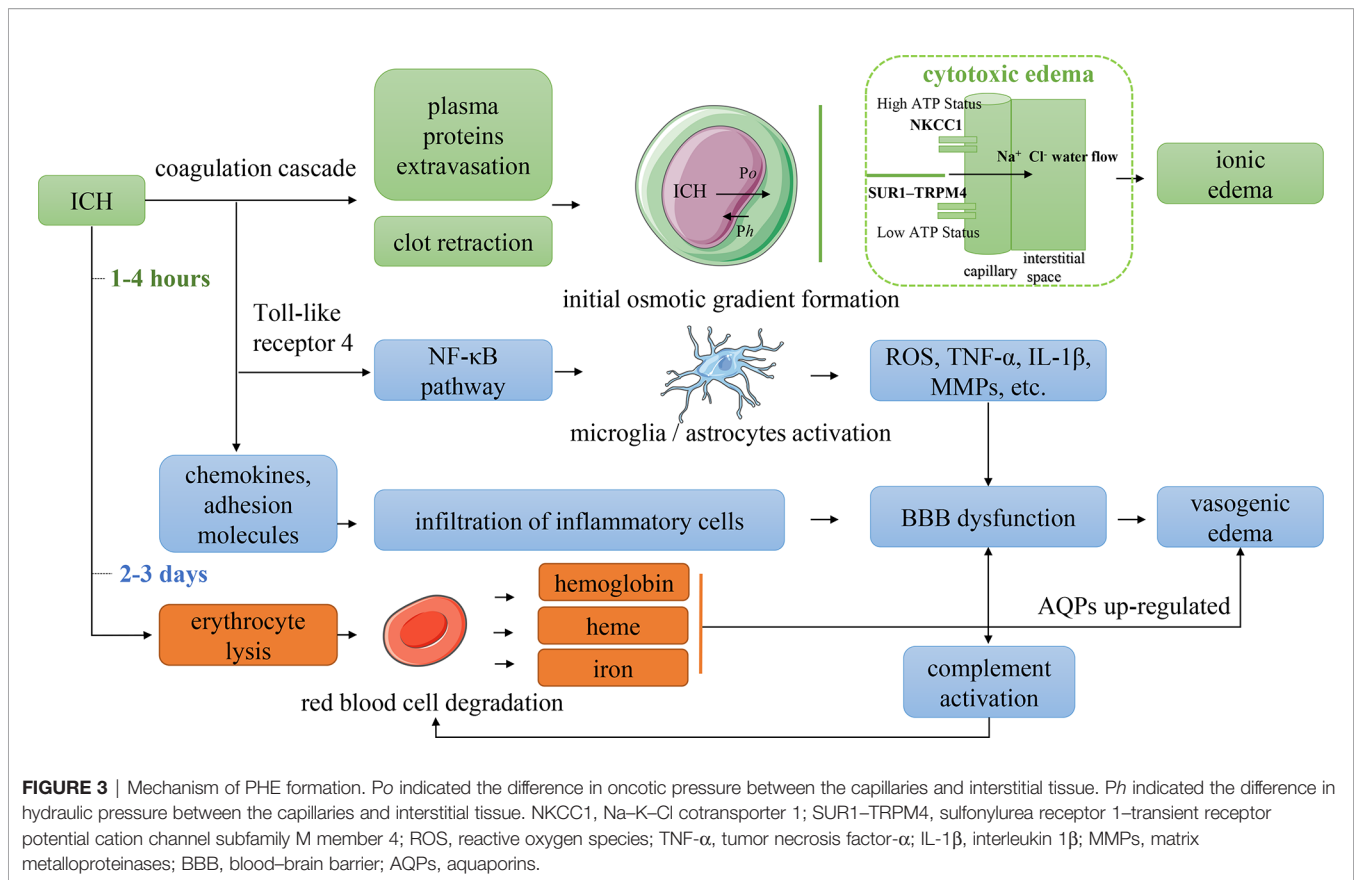 plasma
proteins
extravasation
cytotoxic edema
High ATP Status
NKCC1
Na⁺ Cl⁻ water flow
SUR1–TRPM4
Low ATP Status
capillary
interstitial
space
ionic
edema
coagulation cascade
ICH
clot retraction
ICH
Po
Ph
initial osmotic gradient formation
1-4 hours
Toll-like
receptor 4
NF-κB
pathway
microglia / astrocytes activation
ROS, TNF-α, IL-1β,
MMPs, etc.
chemokines,
adhesion
molecules
infiltration of inflammatory cells
BBB dysfunction
vasogenic
edema
2-3 days
erythrocyte
lysis
red blood cell degradation
hemoglobin
heme
iron
AQPs up-regulated
complement
activation
FIGURE 3 | Mechanism of PHE formation. Po indicated the difference in oncotic pressure between the capillaries and interstitial tissue. Ph indicated the difference in
hydraulic pressure between the capillaries and interstitial tissue. NKCC1, Na–K–Cl cotransporter 1; SUR1–TRPM4, sulfonylurea receptor 1–transient receptor
potential cation channel subfamily M member 4; ROS, reactive oxygen species; TNF-α, tumor necrosis factor-α; IL-1β, interleukin 1β; MMPs, matrix
metalloproteinases; BBB, blood–brain barrier; AQPs, aquaporins.